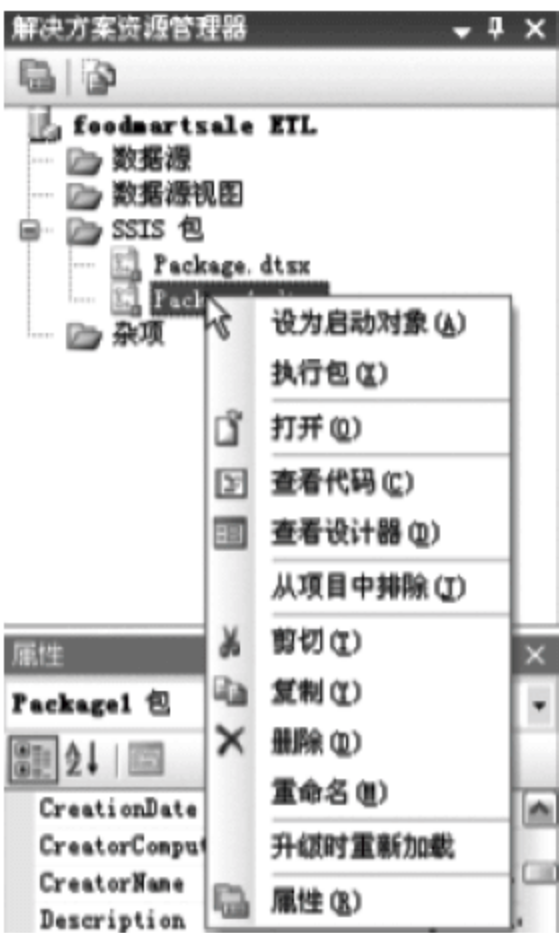 解决方案资源管理器
foodmartsale ETL
数据源
数据源视图
SSIS 包
Package.dtsx
杂项
设为启动对象(A)
执行包(X)
打开(O)
查看代码(C)
查看设计器(D)
从项目中排除(J)
剪切(T)
复制(Y)
删除(D)
重命名(M)
升级时重新加载
属性(R)
属性
Package1 包
CreationDate
CreatorComput
CreatorName
Description